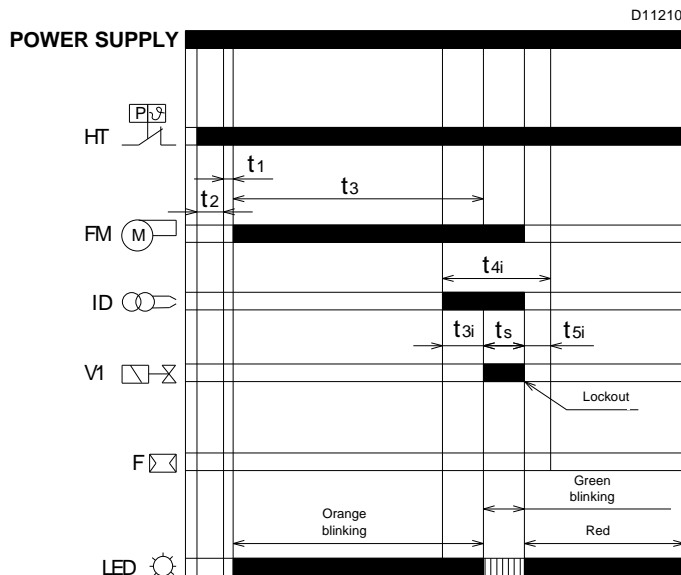 D11210
POWER SUPPLY
P ϑ
HT
t1
t3
t2
FM M
t4i
ID
t3i ts t5i
V1
Lockout
F
Green
blinking
Orange
blinking
Red
LED